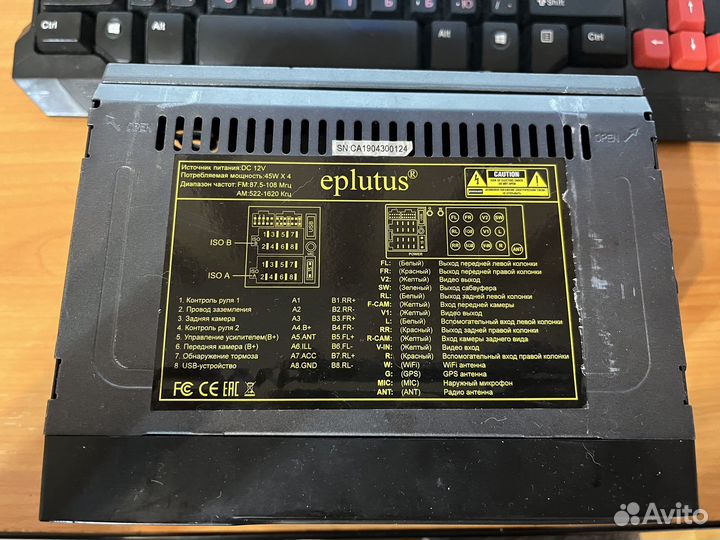 Ctrl
Alt
Alt
Ctrl
OPEN
SN CA1904300124
OPEN
Источник питания:DC 12V
Потребляемая мощность:45W X 4
Диапазон частот:FM:87.5-108 Мгц
AM:522-1620 Кгц
eplutus®
CAUTION
ISO B
1 3 5 7
2 4 6 8
ISO A
1 3 5 7
2 4 6 8
USB
POWER
FL FR V2 SW
RL V1
RR ANT
1. Контроль руля 1
2. Провод заземления
3. Задняя камера
4. Контроль руля 2
5. Управление усилителем(B+)
6. Передняя камера (B+)
7. Обнаружение тормоза
8 USB-устройство
A1 B1.RR+
A2 B2.RR-
A3 B3.FR+
A4.B+ B4.FR-
A5.ANT B5.FL+
A6.ILL B6.FL-
A7.ACC B7.RL+
A8.GND B8.RL-
FL: (Белый) Выход передней левой колонки
FR: (Красный) Выход передней правой колонки
V2: (Желтый) Видео выход
SW: (Зеленый) Выход сабвуфера
RL: (Белый) Выход задней левой колонки
F-CAM: (Желтый) Вход передней камеры
V1: (Желтый) Видео выход
L: (Белый) Вспомогательный вход левой колонки
RR: (Красный) Выход задней правой колонки
R-CAM: (Желтый) Вход камеры заднего вида
V-IN: (Желтый) Видео вход
R: (Красный) Вспомогательный вход правой колонки
W: (WiFi) WiFi антенна
G: (GPS) GPS антенна
MIC: (MIC) Наружный микрофон
ANT: (ANT) Радио антенна
FC CE EAC
Avito